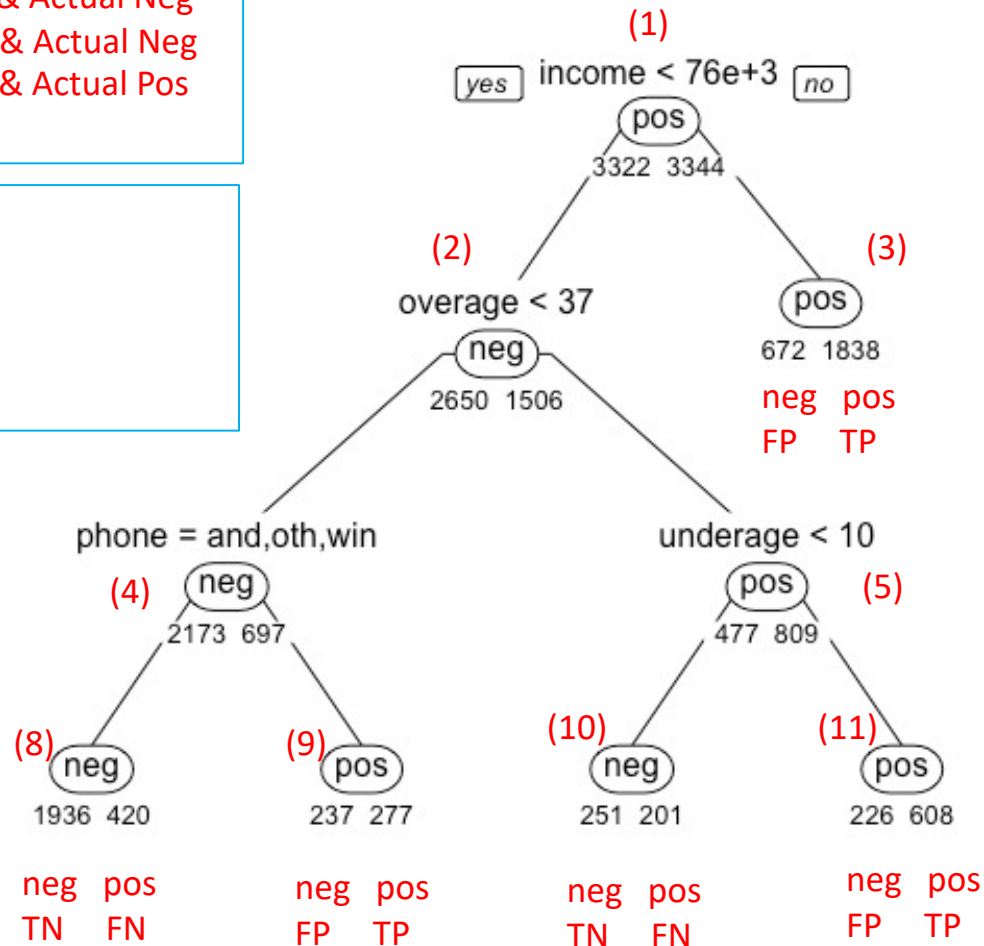 & Actual Neg
& Actual Neg
& Actual Pos
(1)
yes income < 76e+3 no
pos
3322 3344
(2) (3)
overage < 37 pos
neg 672 1838
2650 1506
neg pos
FP TP
phone = and,oth,win underage < 10
(4) neg pos (5)
2173 697 477 809
(8) (9) (10) (11)
neg pos neg pos
1936 420 237 277 251 201 226 608
neg pos neg pos neg pos neg pos
TN FN FP TP TN FN FP TP